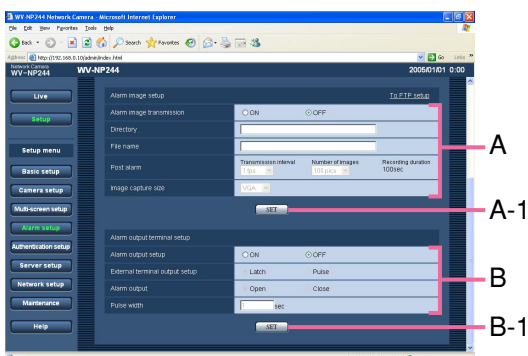 WV-NP244 Network Camera - Microsoft Internet Explorer
File Edit View Favorites Tools Help
Back Search Favorites
Address http://192.168.0.10/admin/index.html Go Links
Network Camera
WV-NP244 WV-NP244 2005/01/01 0:00
Live
Setup
Setup menu
Basic setup
Camera setup
Multi-screen setup
Alarm setup
Authentication setup
Server setup
Network setup
Maintenance
Help
Alarm image setup To FTP setup
Alarm image transmission ON OFF
Directory
File name
Post alarm Transmission interval Number of images Recording duration
1 fps 100 pics 100sec
Image capture size VGA
SET
Alarm output terminal setup
Alarm output setup ON OFF
External terminal output setup Latch Pulse
Alarm output Open Close
Pulse width 1 sec
SET
A
A-1
B
B-1